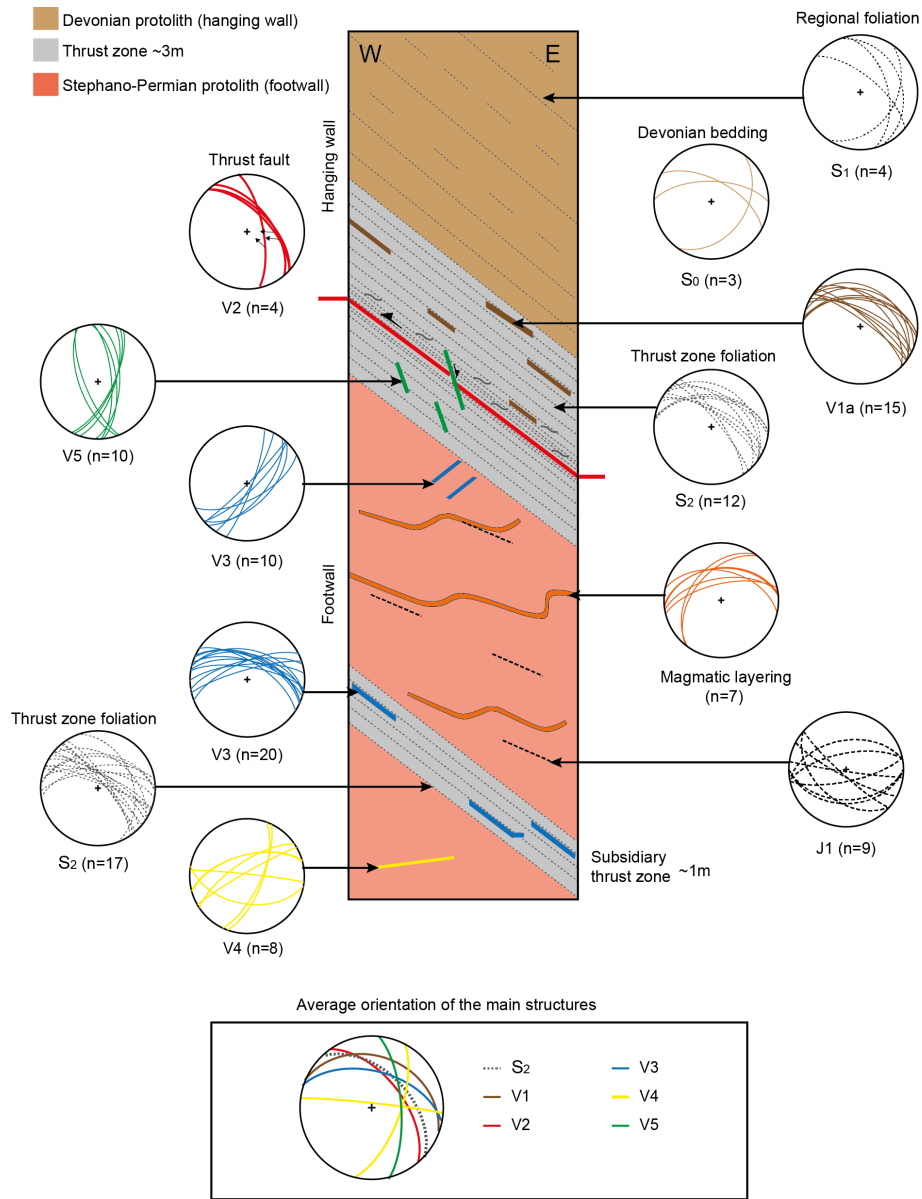 Devonian protolith (hanging wall)
Thrust zone ~3m
Stephano-Permian protolith (footwall)
W
E
Regional foliation
S1 (n=4)
Devonian bedding
S0 (n=3)
Thrust fault
V2 (n=4)
Hanging wall
V1a (n=15)
Thrust zone foliation
S2 (n=12)
V5 (n=10)
V3 (n=10)
Footwall
Magmatic layering
(n=7)
V3 (n=20)
Thrust zone foliation
S2 (n=17)
J1 (n=9)
Subsidiary
thrust zone ~1m
V4 (n=8)
Average orientation of the main structures
S2
V1
V2
V3
V4
V5